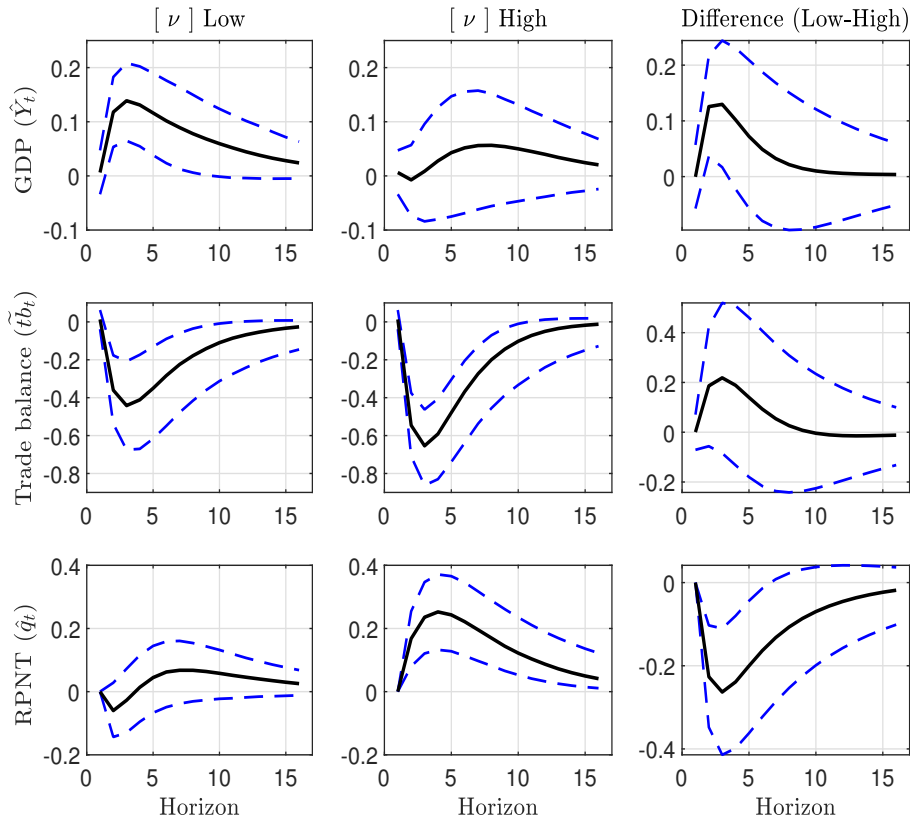 [ ν ] Low
[ ν ] High
Difference (Low-High)
GDP (Ŷ_t)
0.2
0.1
0
-0.1
0 5 10 15
0.2
0.1
0
-0.1
0 5 10 15
0.2
0.1
0
0 5 10 15
Trade balance (t̃b_t)
0
-0.2
-0.4
-0.6
-0.8
0 5 10 15
0
-0.2
-0.4
-0.6
-0.8
0 5 10 15
0.4
0.2
0
-0.2
0 5 10 15
RPNT (q̂_t)
0.4
0.2
0
-0.2
0 5 10 15
Horizon
0.4
0.2
0
-0.2
0 5 10 15
Horizon
0
-0.2
-0.4
0 5 10 15
Horizon